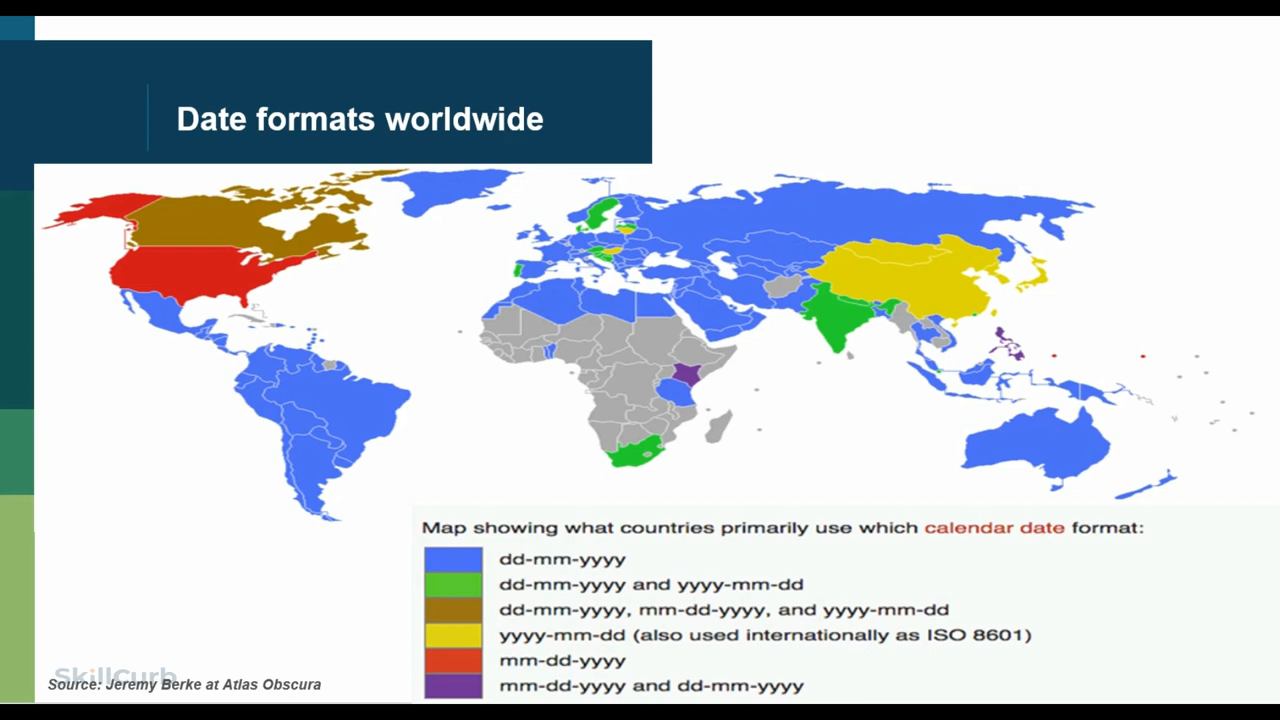 Date formats worldwide
Map showing what countries primarily use which calendar date format:
dd-mm-yyyy
dd-mm-yyyy and yyyy-mm-dd
dd-mm-yyyy, mm-dd-yyyy, and yyyy-mm-dd
yyyy-mm-dd (also used internationally as ISO 8601)
mm-dd-yyyy
mm-dd-yyyy and dd-mm-yyyy
SkillCurb
Source: Jeremy Berke at Atlas Obscura